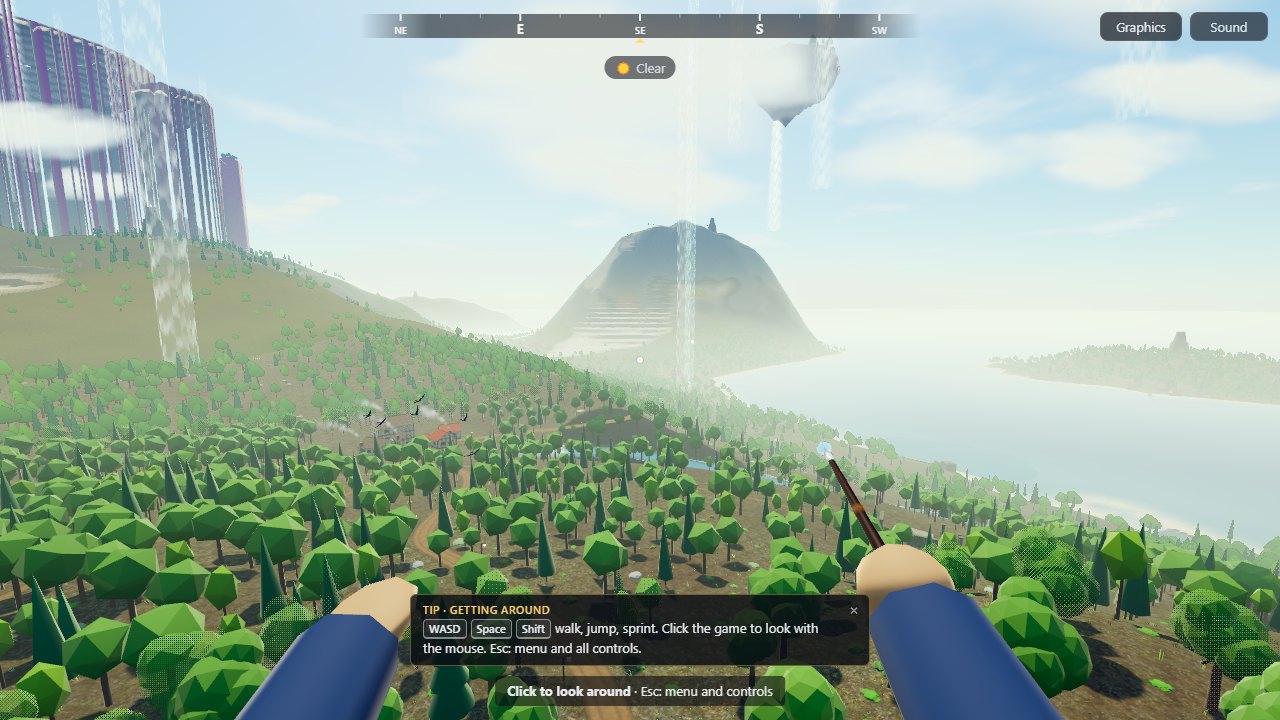 NE E SE S SW
Graphics
Sound
Clear
TIP · GETTING AROUND
WASD Space Shift walk, jump, sprint. Click the game to look with
the mouse. Esc: menu and all controls.
Click to look around · Esc: menu and controls